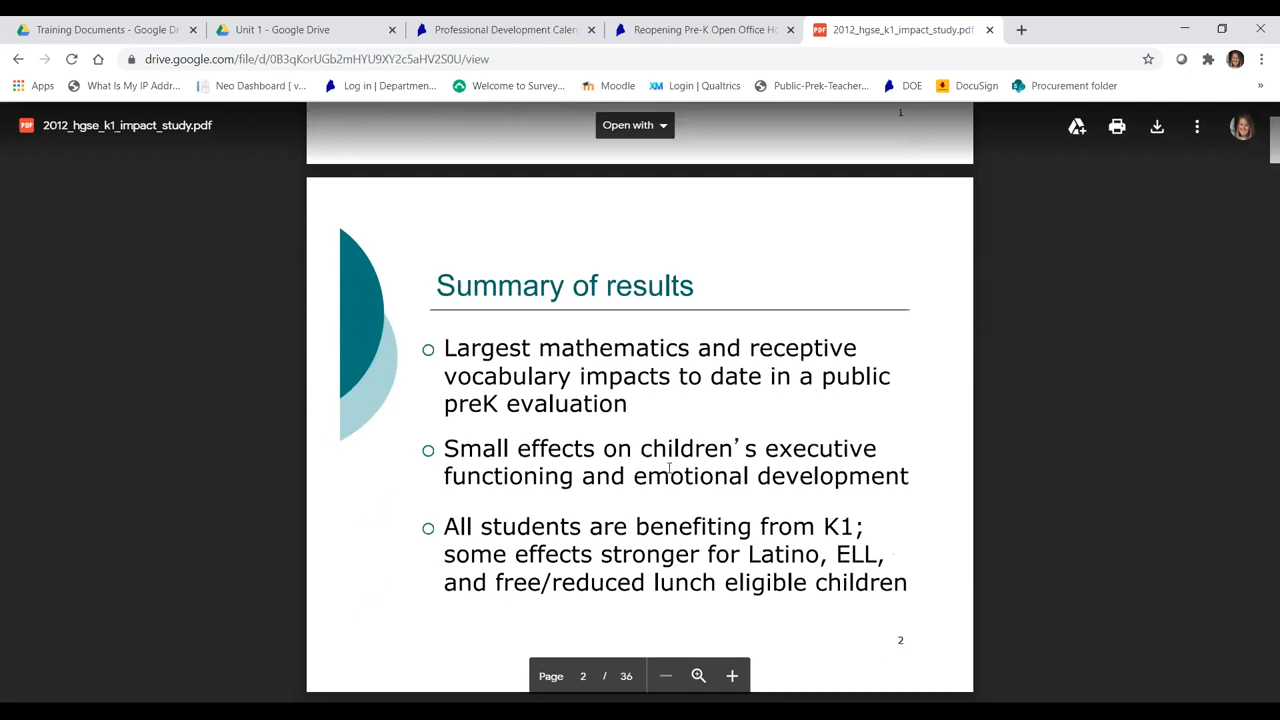 Training Documents - Google Dr
Unit 1 - Google Drive
Professional Development Calen
Reopening Pre-K Open Office Ho
2012_hgse_k1_impact_study.pdf
drive.google.com/file/d/0B3qKorUGb2mHYU9XY2c5aHV2S0U/view
Apps
What Is My IP Addr...
Neo Dashboard [ v...
Log in | Departmen...
Welcome to Survey...
Moodle
Login | Qualtrics
Public-Prek-Teacher...
DOE
DocuSign
Procurement folder
»
PDF
2012_hgse_k1_impact_study.pdf
Open with
1
Summary of results
Largest mathematics and receptive
vocabulary impacts to date in a public
preK evaluation
Small effects on children’s executive
functioning and emotional development
All students are benefiting from K1;
some effects stronger for Latino, ELL,
and free/reduced lunch eligible children
2
Page 2 / 36